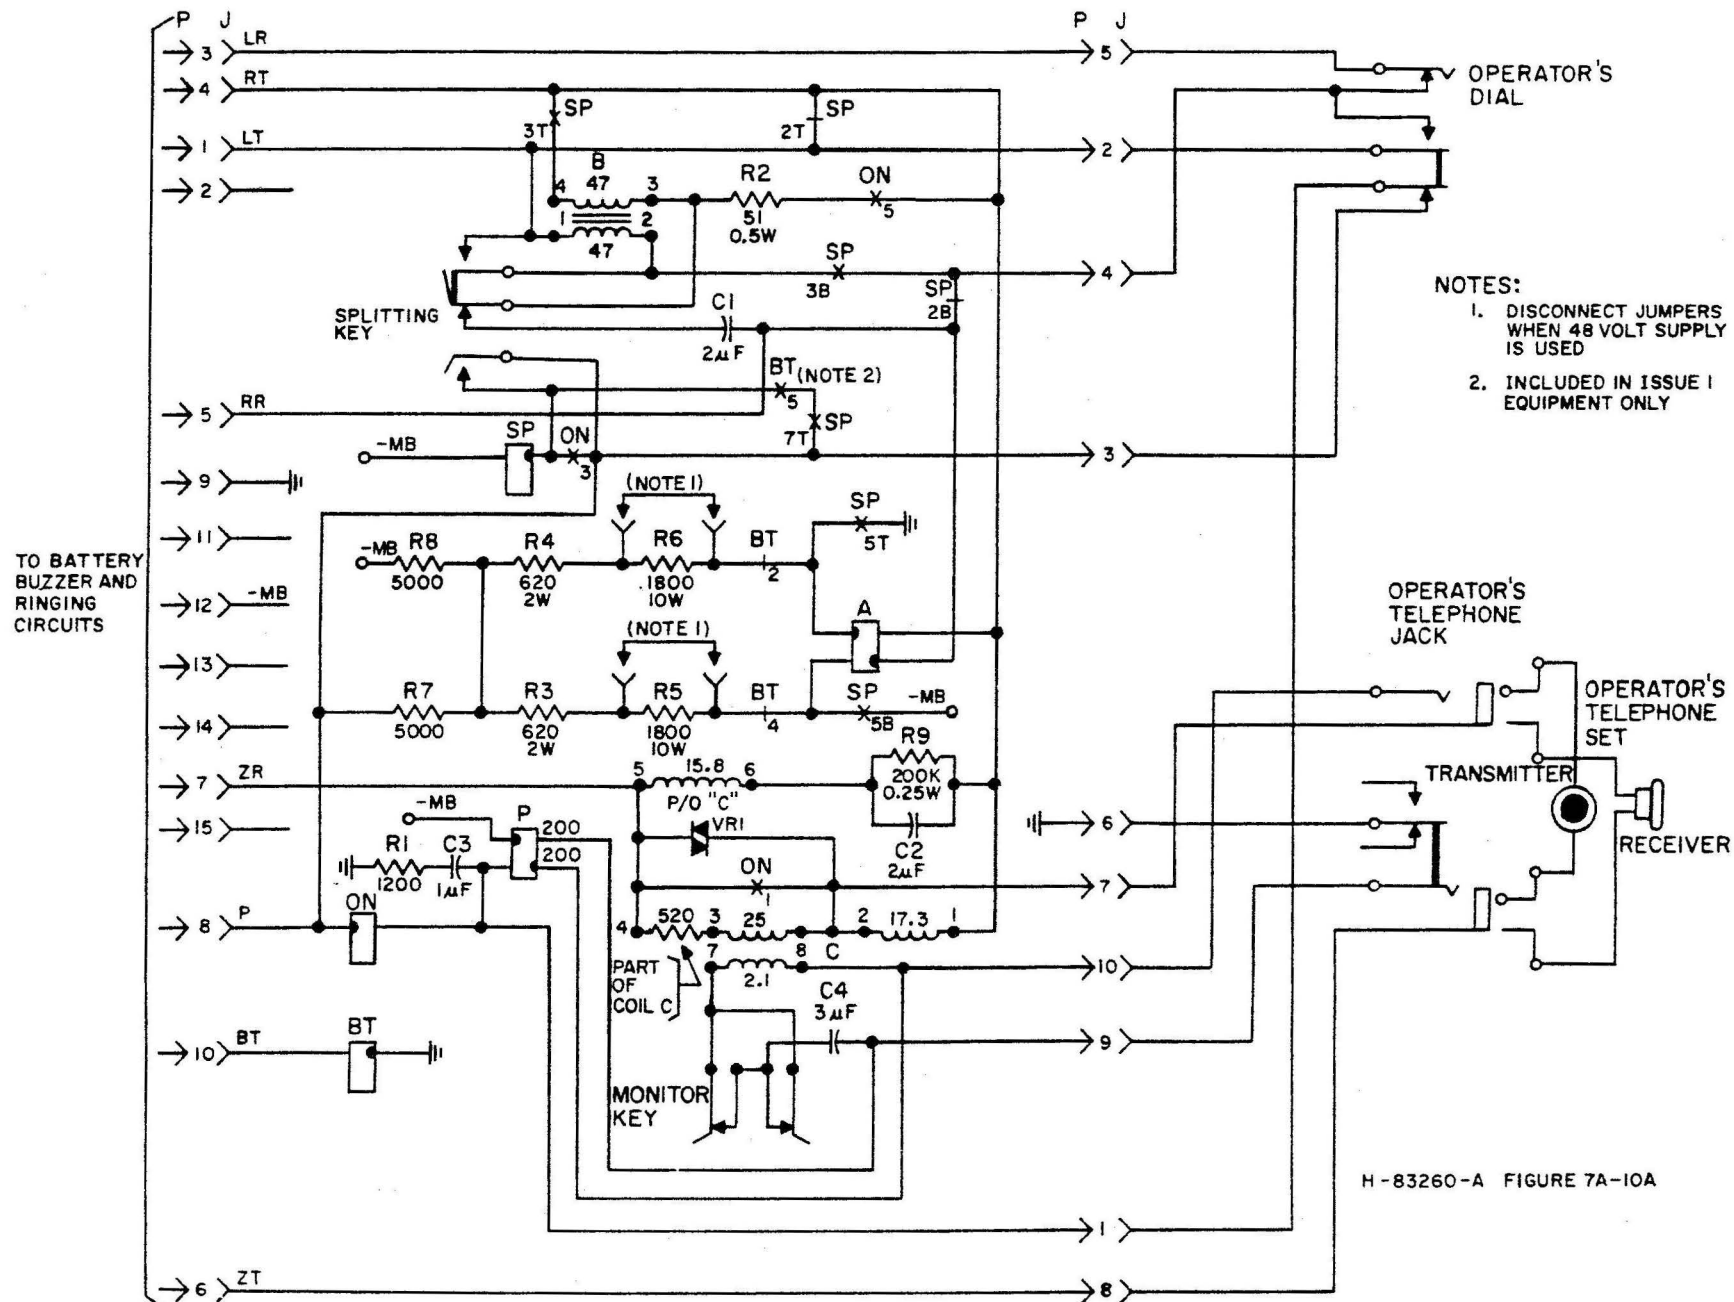 P J
P J
3 LR
5
4 RT
SP
SP
3T
2T
1 LT
2
OPERATOR'S
DIAL
B
47
4 3
R2
51
0.5W
ON
5
2
1 2
47
SP
3B
4
SP
2B
SPLITTING
KEY
C1
2µF
NOTES:
1. DISCONNECT JUMPERS
WHEN 48 VOLT SUPPLY
IS USED
2. INCLUDED IN ISSUE 1
EQUIPMENT ONLY
BT (NOTE 2)
5
SP
7T
5 RR
-MB
SP
ON
3
3
9
(NOTE 1)
11
-MB
R8
5000
R4
620
2W
R6
1800
10W
BT
2
SP
5T
TO BATTERY
BUZZER AND
RINGING
CIRCUITS
12 -MB
A
(NOTE 1)
13
R7
5000
R3
620
2W
R5
1800
10W
BT
4
SP
5B
-MB
14
OPERATOR'S
TELEPHONE
JACK
OPERATOR'S
TELEPHONE
SET
7 ZR
5 15.8 6
P/O "C"
R9
200K
0.25W
C2
2µF
TRANSMITTER
RECEIVER
15
-MB
P
200
200
VR1
6
R1
1200
C3
1µF
ON
1
7
8 P
ON
4 520 3 25 2 17.3 1
7 8 C
2.1
PART
OF
COIL C
10
C4
3µF
9
10 BT
BT
MONITOR
KEY
H-83260-A FIGURE 7A-10A
1
6 ZT
8